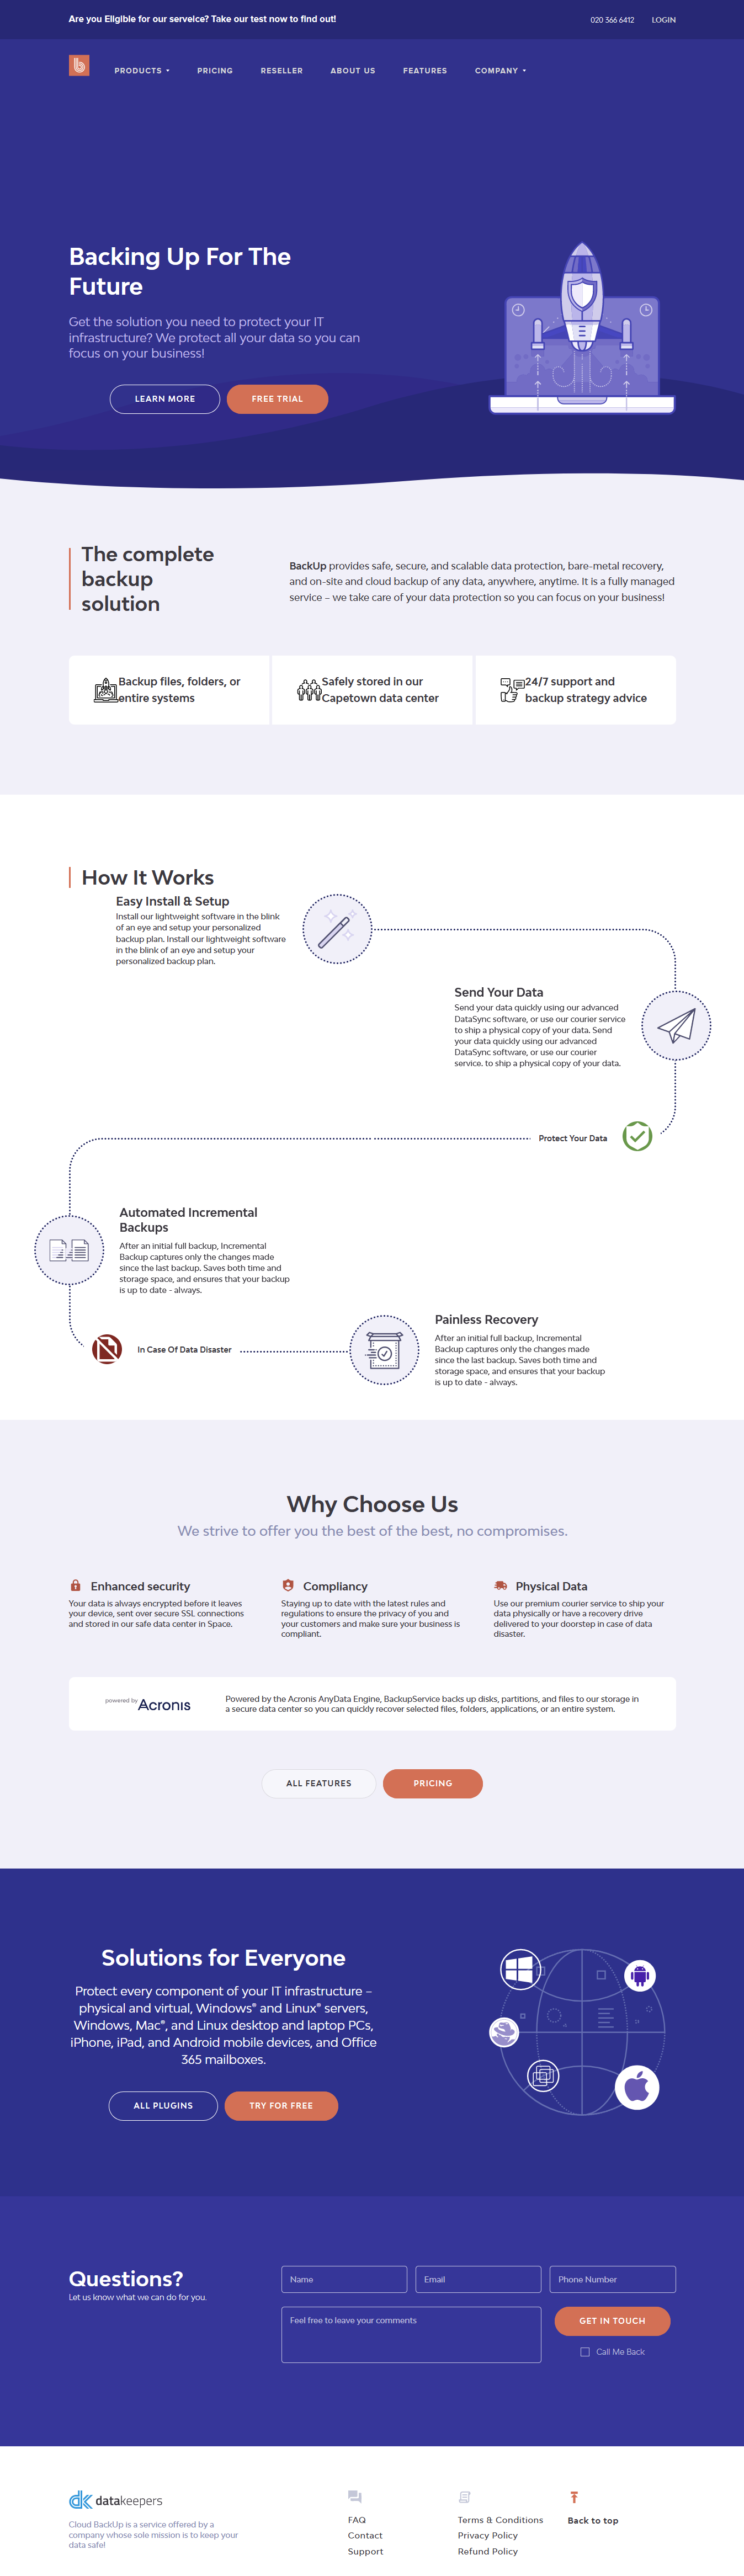 Are you Eligible for our serveice? Take our test now to find out!
020 366 6412 LOGIN
PRODUCTS PRICING RESELLER ABOUT US FEATURES COMPANY
Backing Up For The
Future
Get the solution you need to protect your IT
infrastructure? We protect all your data so you can
focus on your business!
LEARN MORE FREE TRIAL
The complete
backup
solution
BackUp provides safe, secure, and scalable data protection, bare-metal recovery,
and on-site and cloud backup of any data, anywhere, anytime. It is a fully managed
service – we take care of your data protection so you can focus on your business!
Backup files, folders, or
entire systems
Safely stored in our
Capetown data center
24/7 support and
backup strategy advice
How It Works
Easy Install & Setup
Install our lightweight software in the blink
of an eye and setup your personalized
backup plan. Install our lightweight software
in the blink of an eye and setup your
personalized backup plan.
Send Your Data
Send your data quickly using our advanced
DataSync software, or use our courier service
to ship a physical copy of your data. Send
your data quickly using our advanced
DataSync software, or use our courier
service. to ship a physical copy of your data.
Protect Your Data
Automated Incremental
Backups
After an initial full backup, Incremental
Backup captures only the changes made
since the last backup. Saves both time and
storage space, and ensures that your backup
is up to date - always.
In Case Of Data Disaster
Painless Recovery
After an initial full backup, Incremental
Backup captures only the changes made
since the last backup. Saves both time and
storage space, and ensures that your backup
is up to date - always.
Why Choose Us
We strive to offer you the best of the best, no compromises.
Enhanced security
Your data is always encrypted before it leaves
your device, sent over secure SSL connections
and stored in our safe data center in Space.
Compliancy
Staying up to date with the latest rules and
regulations to ensure the privacy of you and
your customers and make sure your business is
compliant.
Physical Data
Use our premium courier service to ship your
data physically or have a recovery drive
delivered to your doorstep in case of data
disaster.
powered by Acronis
Powered by the Acronis AnyData Engine, BackupService backs up disks, partitions, and files to our storage in
a secure data center so you can quickly recover selected files, folders, applications, or an entire system.
ALL FEATURES PRICING
Solutions for Everyone
Protect every component of your IT infrastructure –
physical and virtual, Windows® and Linux® servers,
Windows, Mac®, and Linux desktop and laptop PCs,
iPhone, iPad, and Android mobile devices, and Office
365 mailboxes.
ALL PLUGINS TRY FOR FREE
Questions?
Let us know what we can do for you.
Name Email Phone Number
Feel free to leave your comments
GET IN TOUCH
Call Me Back
dk datakeepers
Cloud BackUp is a service offered by a
company whose sole mission is to keep your
data safe!
FAQ
Contact
Support
Terms & Conditions
Privacy Policy
Refund Policy
Back to top